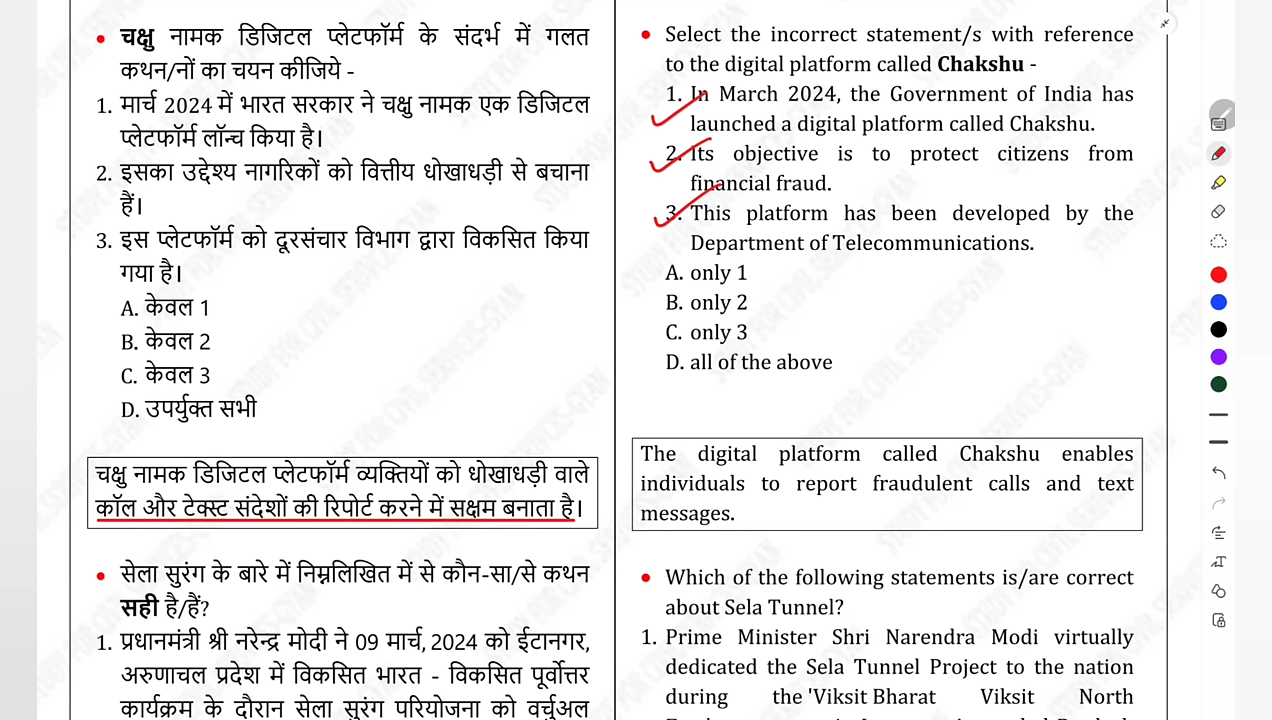 • चक्षु नामक डिजिटल प्लेटफॉर्म के संदर्भ में गलत
कथन/नों का चयन कीजिये -
1. मार्च 2024 में भारत सरकार ने चक्षु नामक एक डिजिटल
प्लेटफॉर्म लॉन्च किया है।
2. इसका उद्देश्य नागरिकों को वित्तीय धोखाधड़ी से बचाना
हैं।
3. इस प्लेटफॉर्म को दूरसंचार विभाग द्वारा विकसित किया
गया है।
A. केवल 1
B. केवल 2
C. केवल 3
D. उपर्युक्त सभी
चक्षु नामक डिजिटल प्लेटफॉर्म व्यक्तियों को धोखाधड़ी वाले
कॉल और टेक्स्ट संदेशों की रिपोर्ट करने में सक्षम बनाता है।
• सेला सुरंग के बारे में निम्नलिखित में से कौन-सा/से कथन
सही है/हैं?
1. प्रधानमंत्री श्री नरेन्द्र मोदी ने 09 मार्च, 2024 को ईटानगर,
अरुणाचल प्रदेश में विकसित भारत - विकसित पूर्वोत्तर
कार्यक्रम के दौरान सेला सुरंग परियोजना को वर्चुअल
• Select the incorrect statement/s with reference
to the digital platform called Chakshu -
1. In March 2024, the Government of India has
launched a digital platform called Chakshu.
2. Its objective is to protect citizens from
financial fraud.
3. This platform has been developed by the
Department of Telecommunications.
A. only 1
B. only 2
C. only 3
D. all of the above
The digital platform called Chakshu enables
individuals to report fraudulent calls and text
messages.
• Which of the following statements is/are correct
about Sela Tunnel?
1. Prime Minister Shri Narendra Modi virtually
dedicated the Sela Tunnel Project to the nation
during the 'Viksit Bharat Viksit North